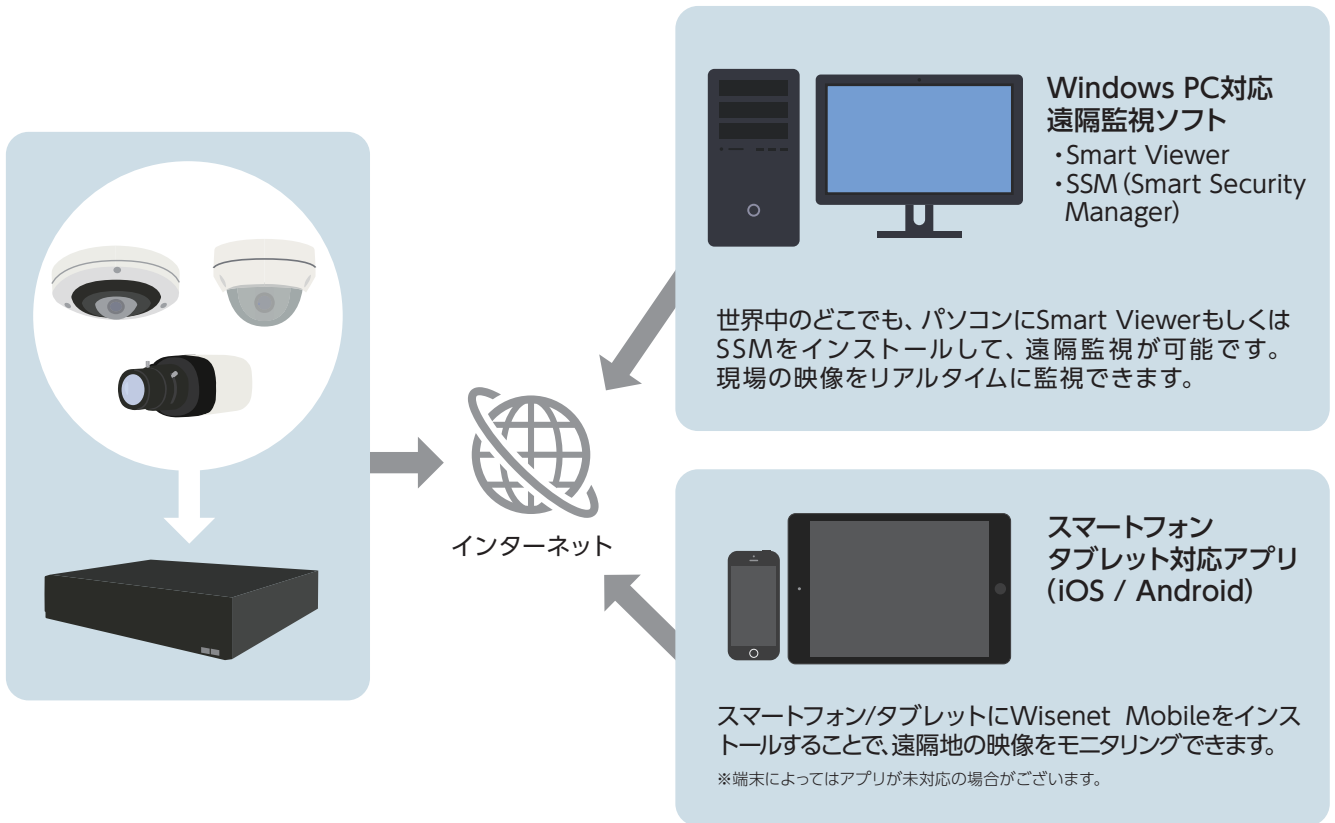 Windows PC対応
遠隔監視ソフト
・Smart Viewer
・SSM(Smart Security
Manager)
世界中のどこでも、パソコンにSmart Viewerもしくは
SSMをインストールして、遠隔監視が可能です。
現場の映像をリアルタイムに監視できます。
インターネット
スマートフォン
タブレット対応アプリ
(iOS / Android)
スマートフォン/タブレットにWisenet Mobileをインス
トールすることで、遠隔地の映像をモニタリングできます。
※端末によってはアプリが未対応の場合がございます。